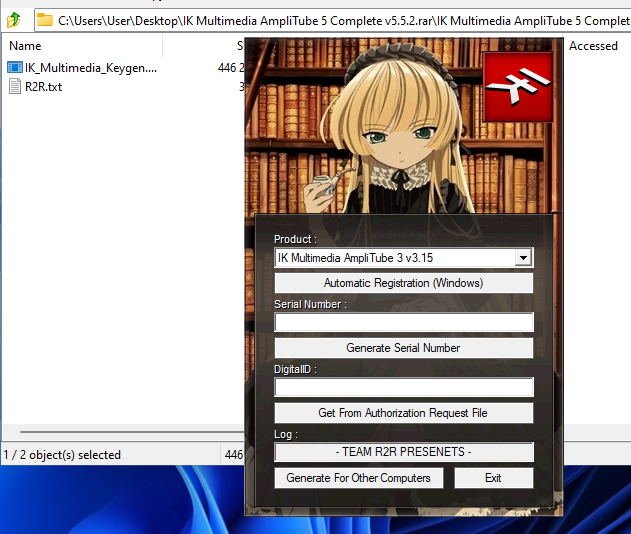 C:\Users\User\Desktop\IK Multimedia AmpliTube 5 Complete v5.5.2.rar\IK Multimedia AmpliTube 5 Complet
Name
S
Accessed
IK_Multimedia_Keygen....
446 2
R2R.txt
3
Product :
IK Multimedia AmpliTube 3 v3.15
Automatic Registration (Windows)
Serial Number :
Generate Serial Number
DigitalID :
Get From Authorization Request File
Log :
- TEAM R2R PRESENETS -
Generate For Other Computers
Exit
1 / 2 object(s) selected
446